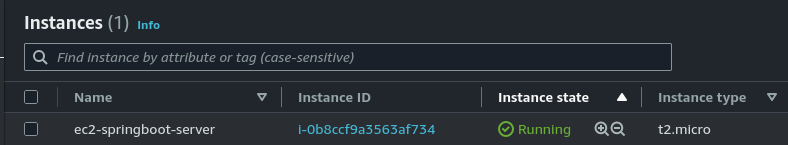 Instances (1) Info
Find instance by attribute or tag (case-sensitive)
Name Instance ID Instance state Instance type
ec2-springboot-server i-0b8ccf9a3563af734 Running t2.micro